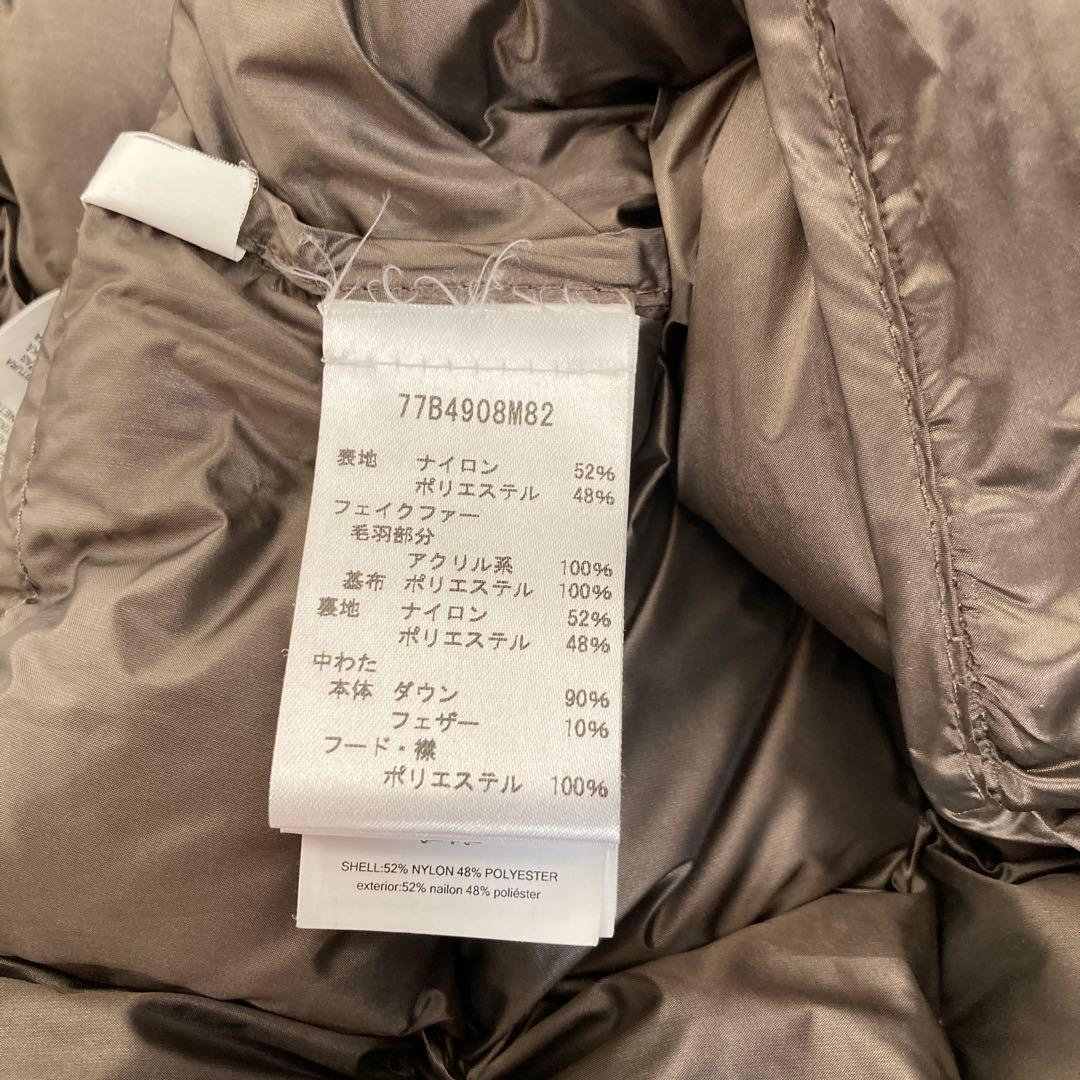 77B4908M82
表地 ナイロン 52%
ポリエステル 48%
フェイクファー
毛羽部分
アクリル系 100%
基布 ポリエステル 100%
裏地 ナイロン 52%
ポリエステル 48%
中わた
本体 ダウン 90%
フェザー 10%
フード・襟
ポリエステル 100%
SHELL:52% NYLON 48% POLYESTER
exterior:52% nailon 48% poliéster